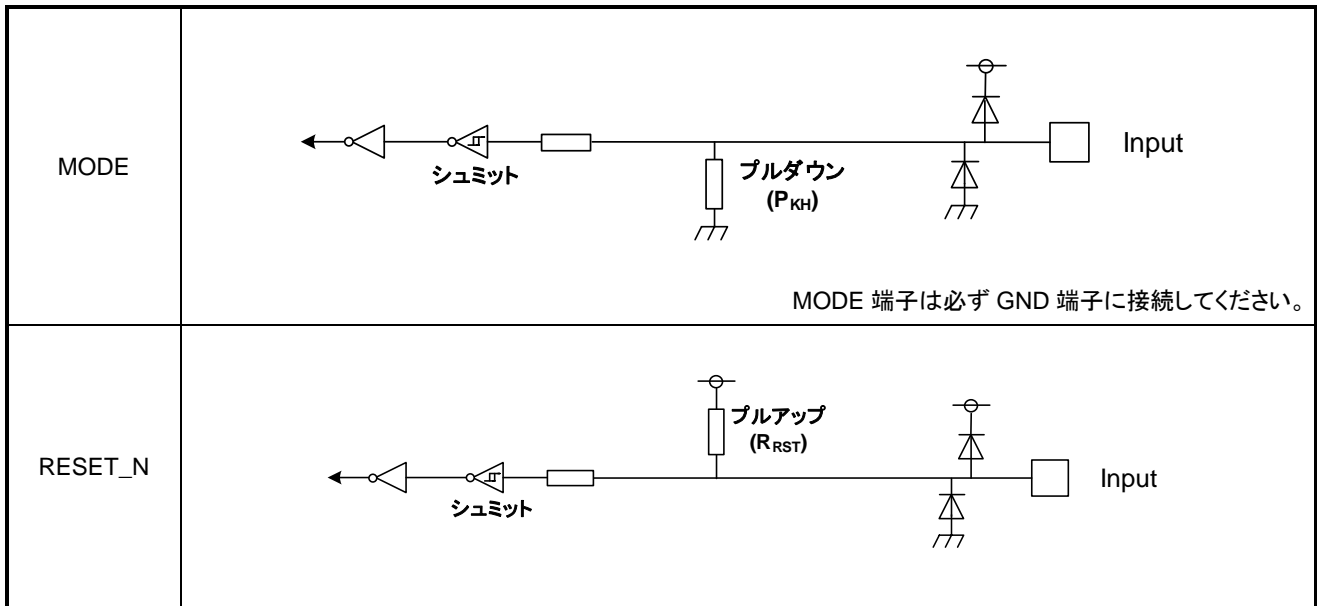 MODE
シュミット
プルダウン
(PKH)
Input
MODE 端子は必ず GND 端子に接続してください。
RESET_N
プルアップ
(RRST)
シュミット
Input